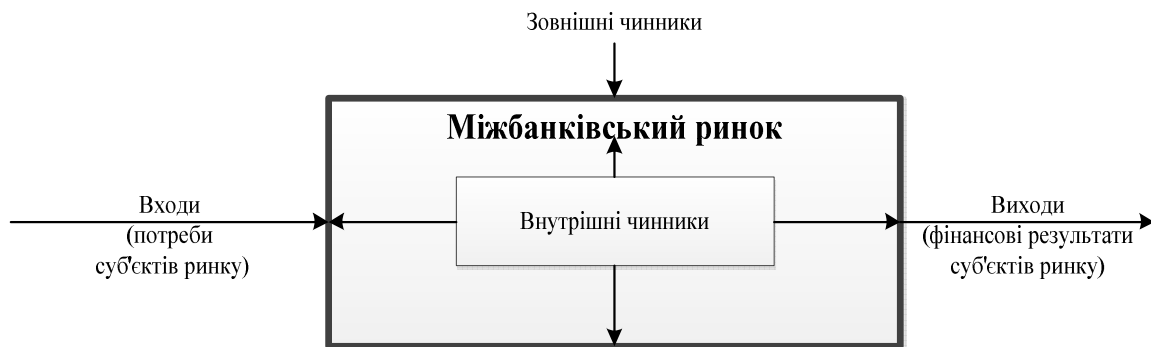 Зовнішні чинники
Міжбанківський ринок
Входи
(потреби
суб'єктів ринку)
Внутрішні чинники
Виходи
(фінансові результати
суб'єктів ринку)